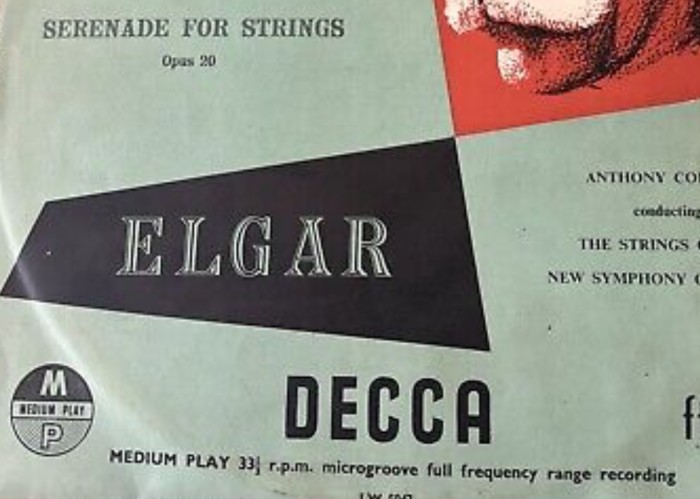 SERENADE FOR STRINGS
Opus 20
ELGAR
ANTHONY
conducting
THE STRINGS
NEW SYMPHONY
M
MEDIUM PLAY
P
DECCA
MEDIUM PLAY 33⅓ r.p.m. microgroove full frequency range recording